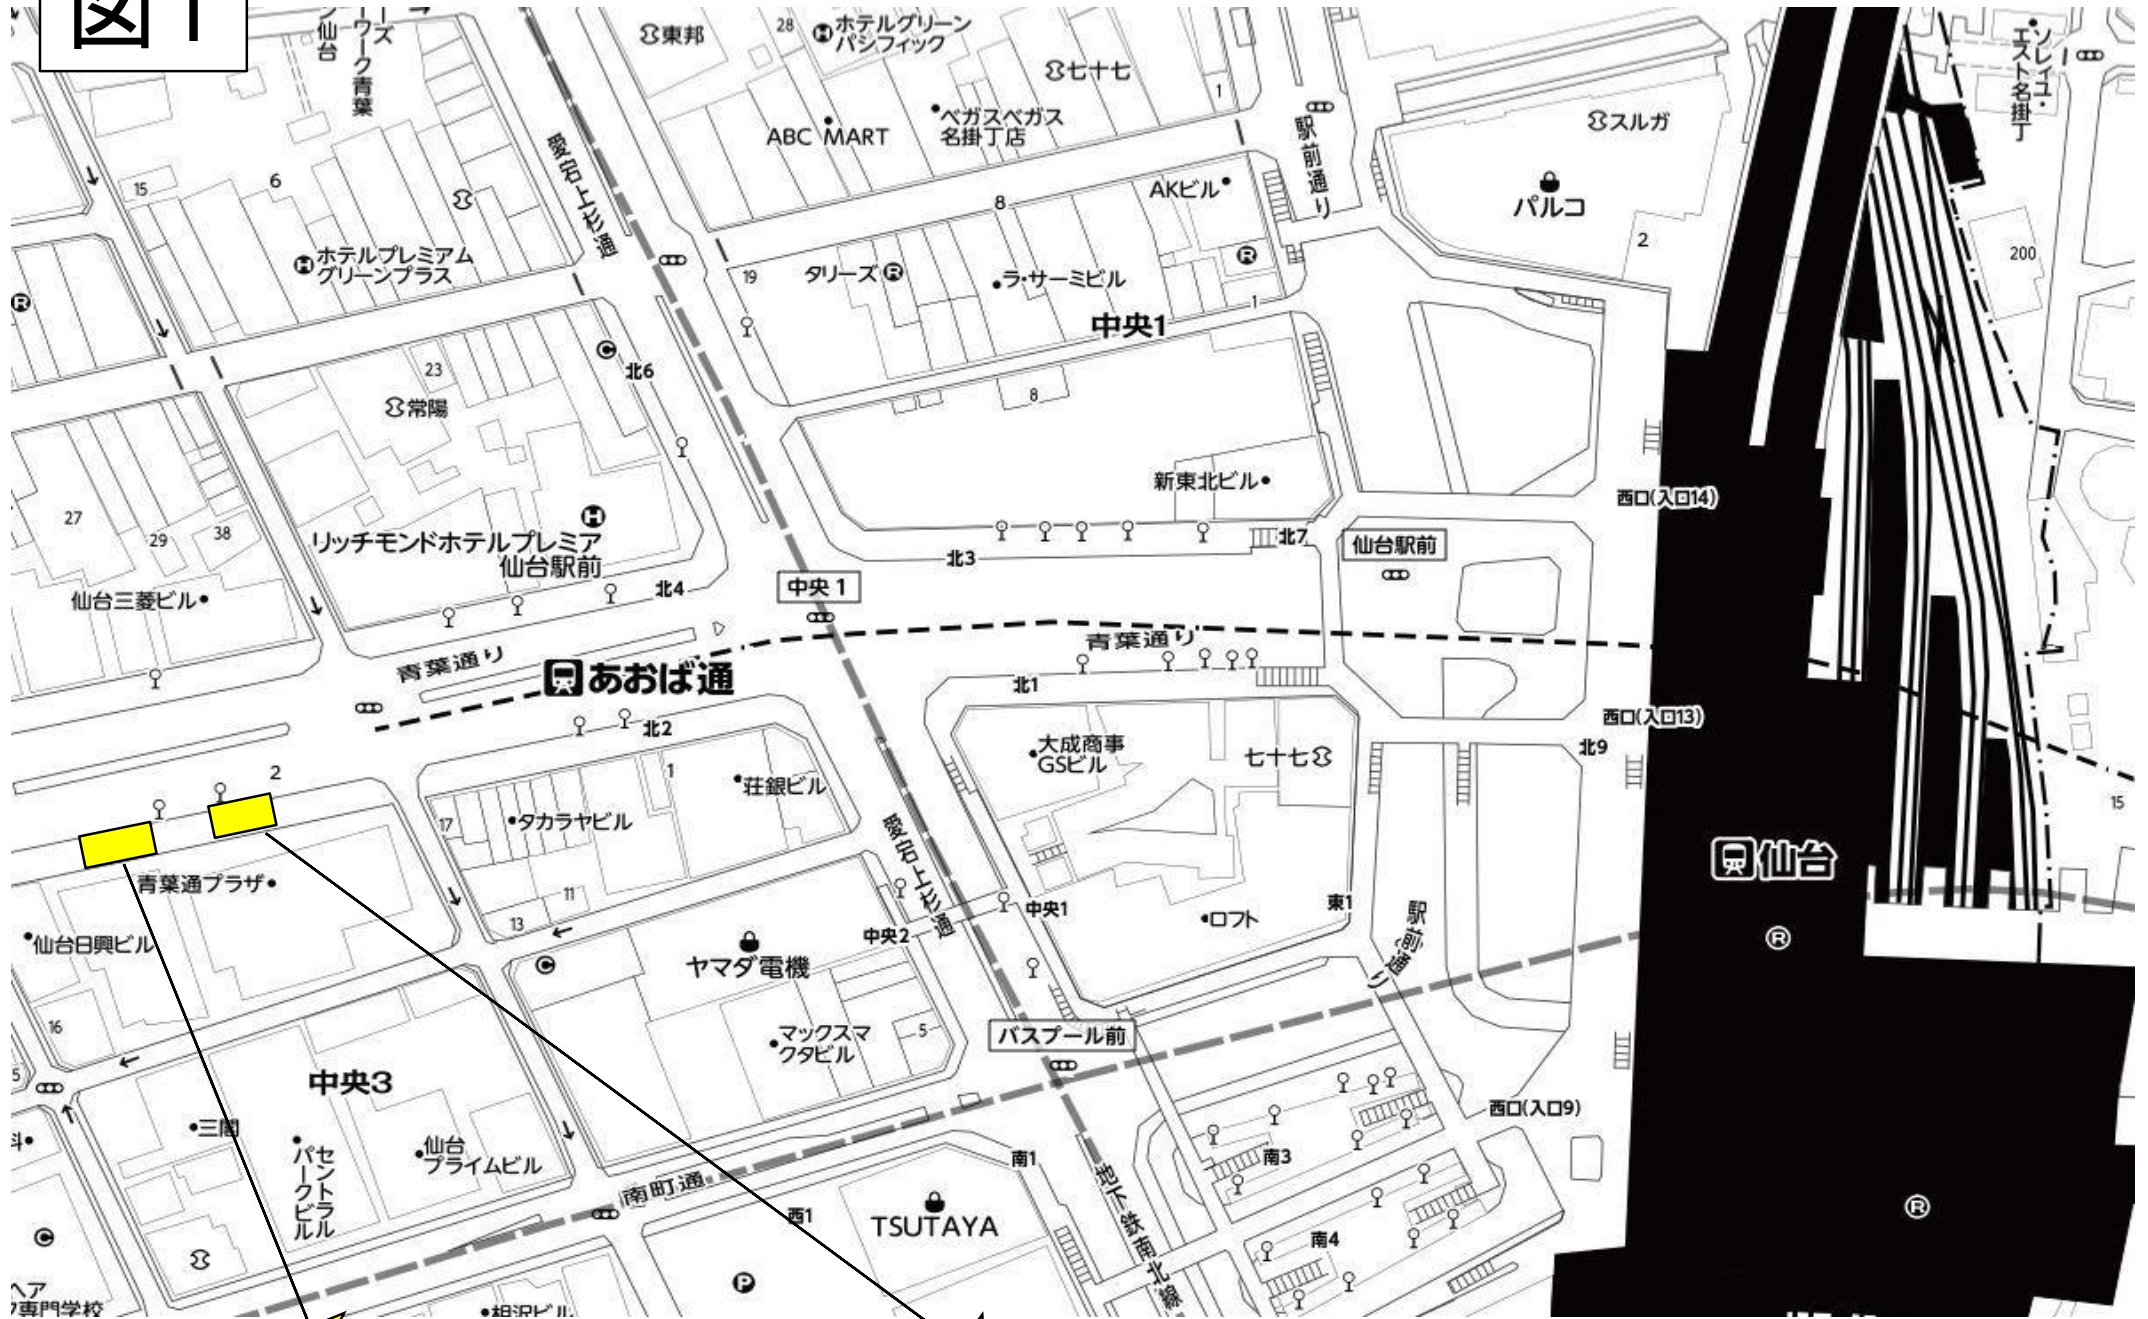 図1
ーズ
ーワーク青葉
ン仙台
東邦
28
ホテルグリーン
パシフィック
七十七
1
ABC MART
ベガスベガス
名掛丁店
駅前通り
スルガ
パルコ
2
ソレイユ・
エスト名掛丁
200
15
6
愛宕上杉通
ホテルプレミアム
グリーンプラス
AKビル
8
19
タリーズ
ラ・サーミビル
1
中央1
R
23
常陽
北6
8
新東北ビル
西口(入口14)
27
29
38
リッチモンドホテルプレミア
仙台駅前
北7
仙台駅前
北3
仙台三菱ビル
北4
中央1
青葉通り
青葉通り
あおば通
北1
北2
西口(入口13)
北9
2
1
荘銀ビル
大成商事
GSビル
七十七
15
17
タカラヤビル
愛宕上杉通
仙台
青葉通プラザ
11
13
中央2
中央1
ロフト
東1
駅前通り
仙台日興ビル
ヤマダ電機
R
16
マックスマ
クタビル
5
バスプール前
5
中央3
西口(入口9)
科
三閣
セントラル
パークビル
仙台
プライムビル
南町通
南1
南3
地下鉄南北線
西1
TSUTAYA
南4
R
C
P
ヘア
ク専門学校
相沢ビル